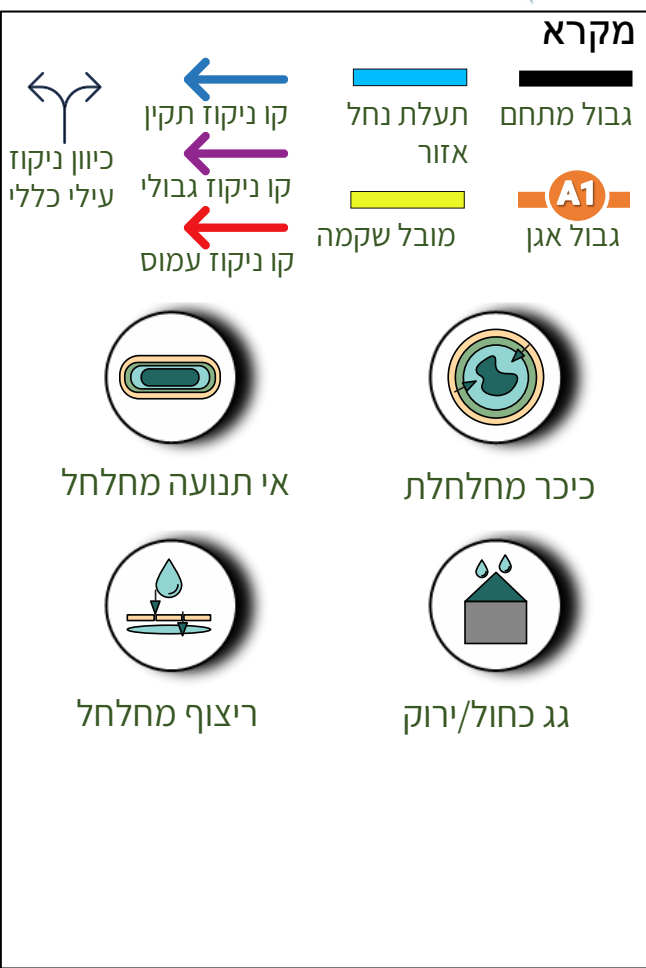 מקרא
גבול מתחם
תעלת נחל
אזור
קו ניקוז תקין
כיוון ניקוז
עילי כללי
A1
גבול אגן
מובל שקמה
קו ניקוז גבולי
קו ניקוז עמוס
כיכר מחלחלת
אי תנועה מחלחל
גג כחול/ירוק
ריצוף מחלחל